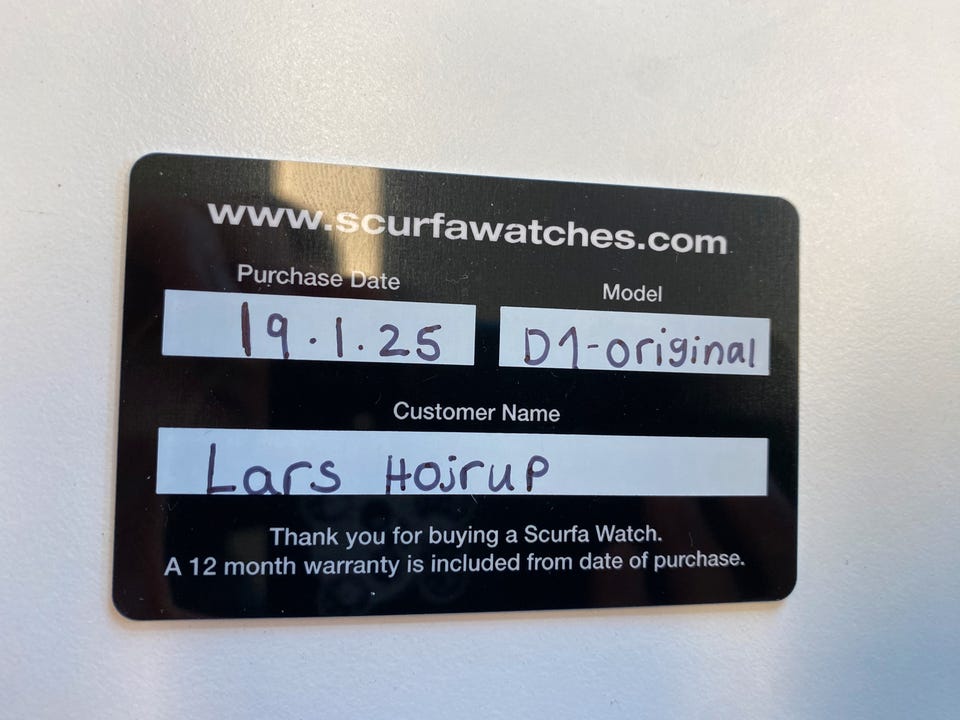 www.scurfawatches.com
Purchase Date Model
19.1.25 D1-original
Customer Name
Lars Hojrup
Thank you for buying a Scurfa Watch.
A 12 month warranty is included from date of purchase.